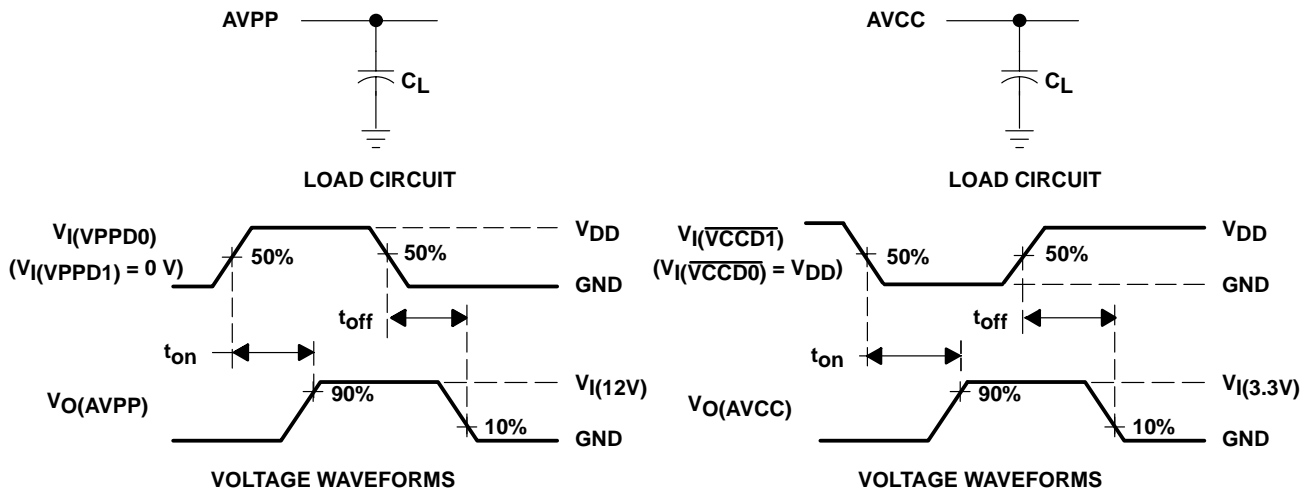 AVPP
CL
LOAD CIRCUIT
VI(VPPD0)
(VI(VPPD1) = 0 V)
50%
50%
VDD
GND
toff
ton
VO(AVPP)
90%
10%
VI(12V)
GND
VOLTAGE WAVEFORMS
AVCC
CL
LOAD CIRCUIT
VI(V̅C̅C̅D̅1̅)
(VI(V̅C̅C̅D̅0̅) = VDD)
50%
50%
VDD
GND
toff
ton
VO(AVCC)
90%
10%
VI(3.3V)
GND
VOLTAGE WAVEFORMS